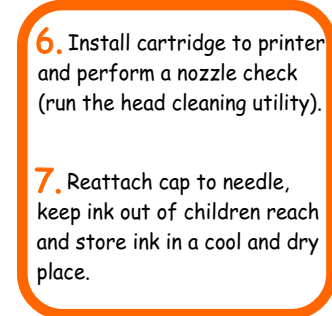 6. Install cartridge to printer
and perform a nozzle check
(run the head cleaning utility).
7. Reattach cap to needle,
keep ink out of children reach
and store ink in a cool and dry
place.